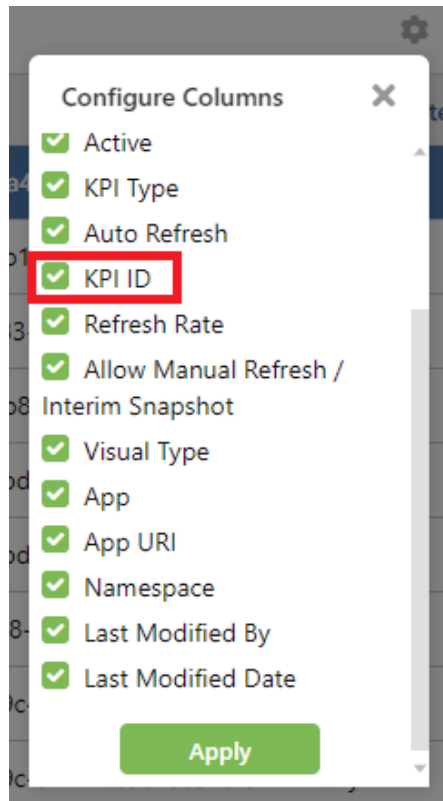 Configure Columns
Active
KPI Type
Auto Refresh
KPI ID
Refresh Rate
Allow Manual Refresh /
Interim Snapshot
Visual Type
App
App URI
Namespace
Last Modified By
Last Modified Date
Apply